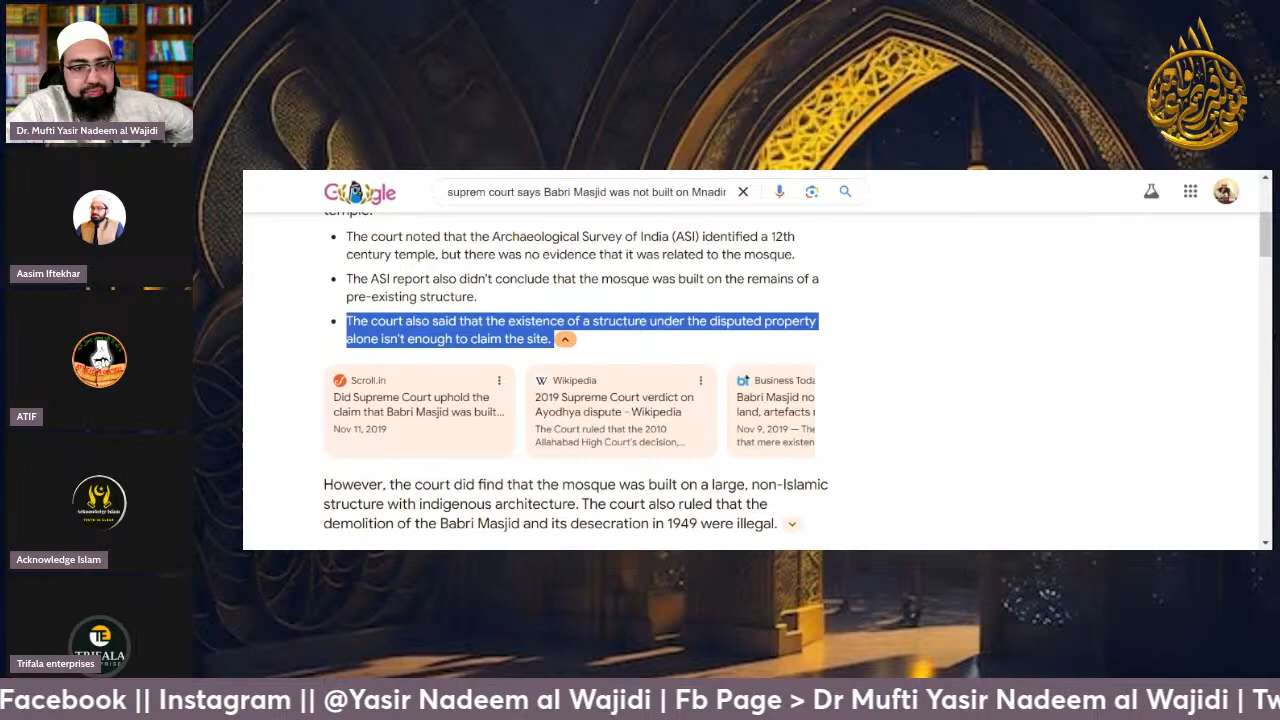 Dr. Mufti Yasir Nadeem al Wajidi
Aasim Iftekhar
ATIF
Acknowledge Islam
Acknowledge Islam
Trifala enterprises
TE
suprem court says Babri Masjid was not built on Mnadir
temple.
The court noted that the Archaeological Survey of India (ASI) identified a 12th
century temple, but there was no evidence that it was related to the mosque.
The ASI report also didn't conclude that the mosque was built on the remains of a
pre-existing structure.
The court also said that the existence of a structure under the disputed property
alone isn't enough to claim the site.
Scroll.in
Did Supreme Court uphold the
claim that Babri Masjid was built...
Nov 11, 2019
Wikipedia
2019 Supreme Court verdict on
Ayodhya dispute - Wikipedia
The Court ruled that the 2010
Allahabad High Court's decision,...
Business Toda
Babri Masjid no
land, artefacts
Nov 9, 2019 — The
that mere existen
However, the court did find that the mosque was built on a large, non-Islamic
structure with indigenous architecture. The court also ruled that the
demolition of the Babri Masjid and its desecration in 1949 were illegal.
Facebook || Instagram || @Yasir Nadeem al Wajidi | Fb Page > Dr Mufti Yasir Nadeem al Wajidi | Tw